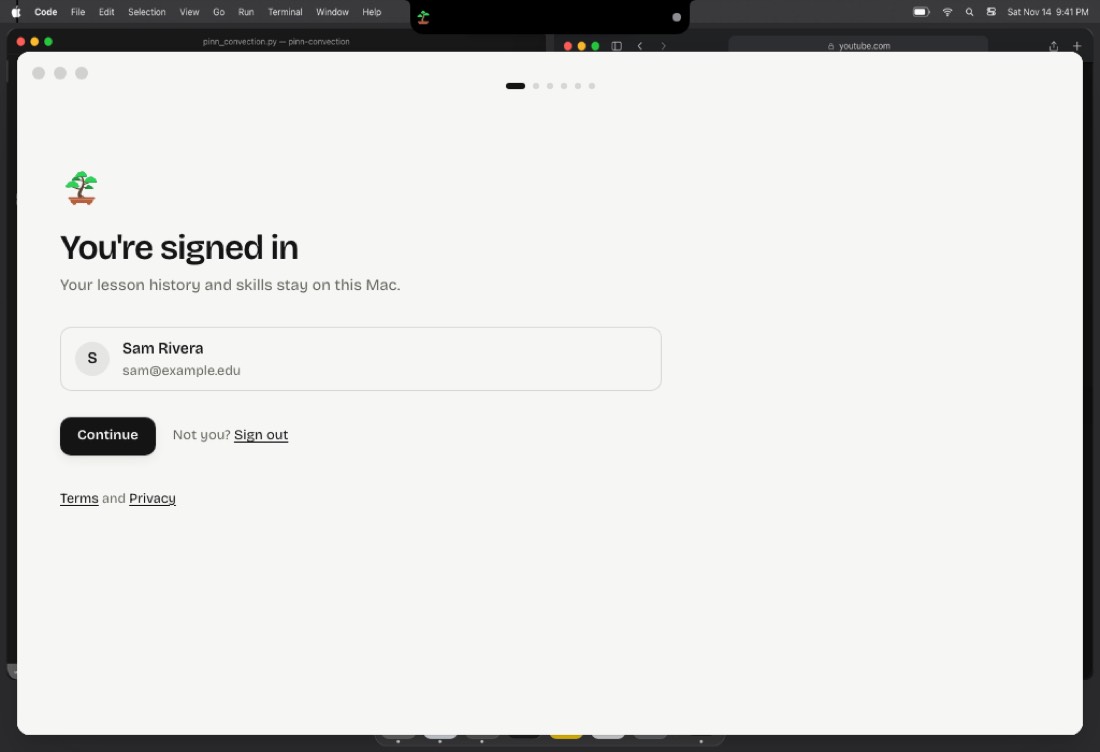 Code File Edit Selection View Go Run Terminal Window Help
Sat Nov 14 9:41 PM
pinn_convection.py — pinn-convection
youtube.com
You're signed in
Your lesson history and skills stay on this Mac.
S
Sam Rivera
sam@example.edu
Continue
Not you? Sign out
Terms and Privacy